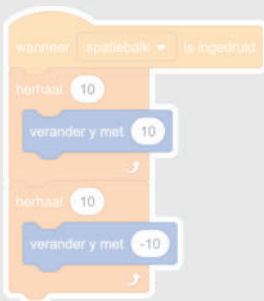 wanneer spatiebalk is ingedrukt
herhaal 10
verander y met 10
herhaal 10
verander y met -10